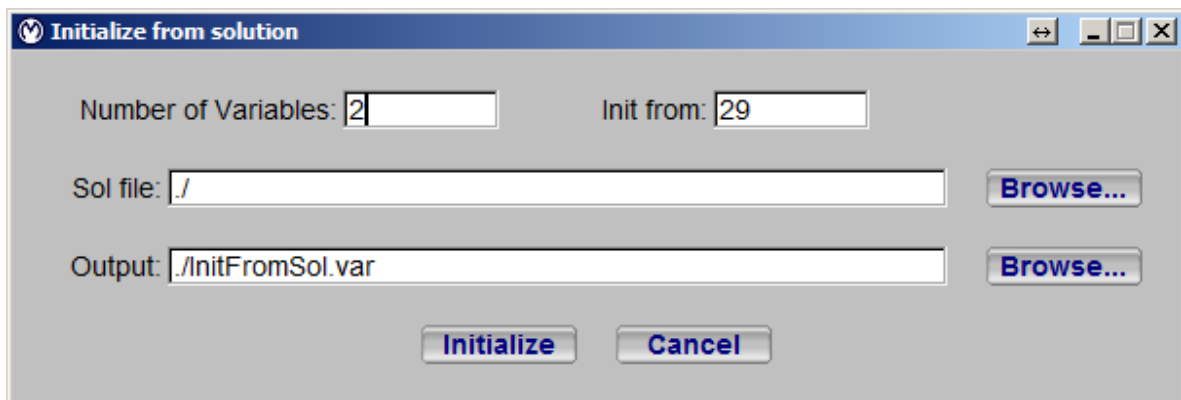 Initialize from solution
Number of Variables: 2 Init from: 29
Sol file: ./ Browse...
Output: ./InitFromSol.var Browse...
Initialize Cancel